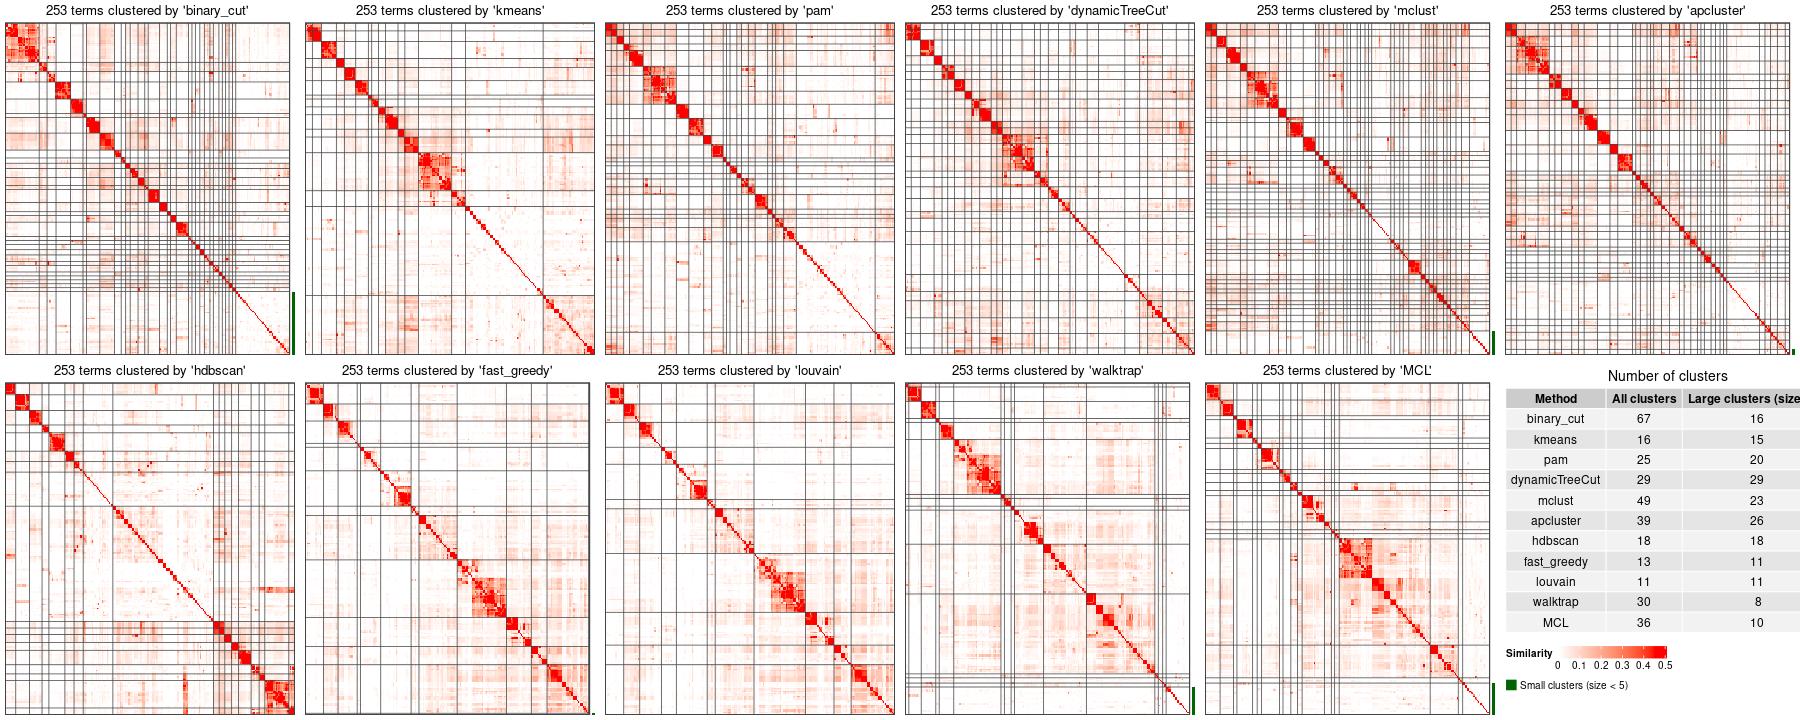 253 terms clustered by 'binary_cut'
253 terms clustered by 'kmeans'
253 terms clustered by 'pam'
253 terms clustered by 'dynamicTreeCut'
253 terms clustered by 'mclust'
253 terms clustered by 'apcluster'
253 terms clustered by 'hdbscan'
253 terms clustered by 'fast_greedy'
253 terms clustered by 'louvain'
253 terms clustered by 'walktrap'
253 terms clustered by 'MCL'
Number of clusters
Method All clusters Large clusters (size
binary_cut 67 16
kmeans 16 15
pam 25 20
dynamicTreeCut 29 29
mclust 49 23
apcluster 39 26
hdbscan 18 18
fast_greedy 13 11
louvain 11 11
walktrap 30 8
MCL 36 10
Similarity
0 0.1 0.2 0.3 0.4 0.5
Small clusters (size < 5)